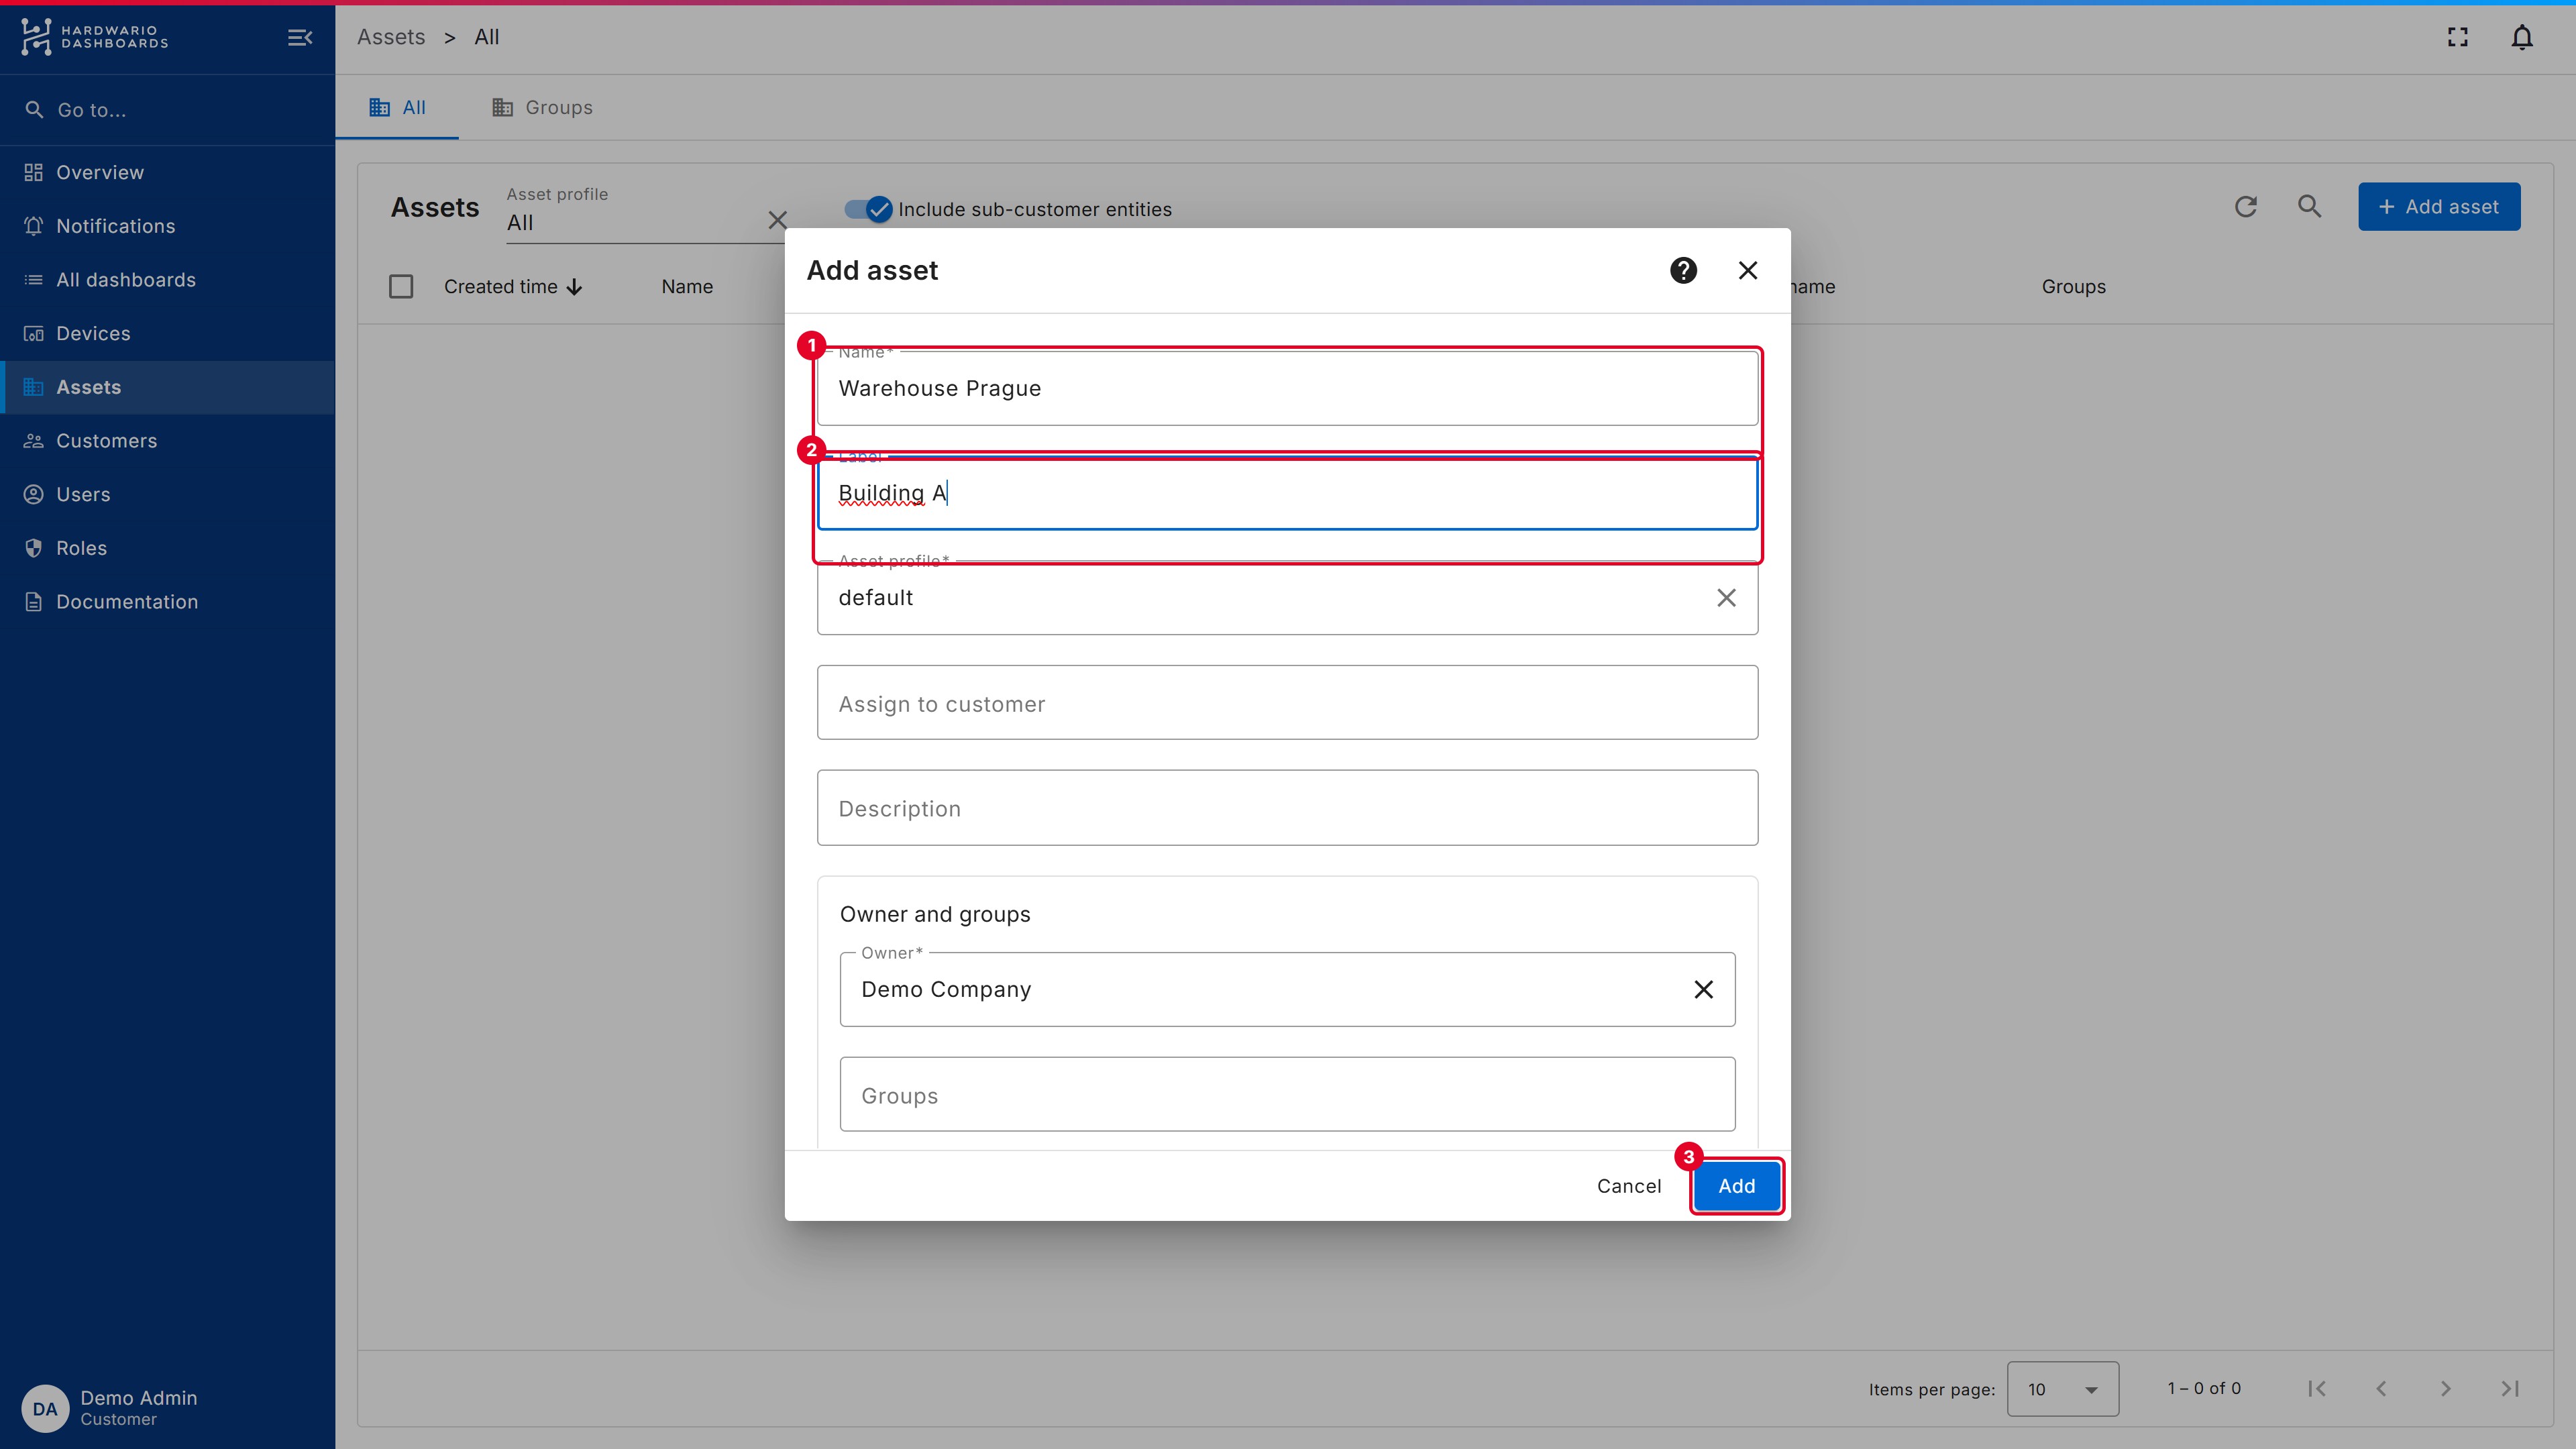 HARDWARIO
DASHBOARDS
Go to...
Overview
Notifications
All dashboards
Devices
Assets
Customers
Users
Roles
Documentation
DA
Demo Admin
Customer
Assets > All
All
Groups
Assets
Asset profile
All
Include sub-customer entities
+ Add asset
Created time
Name
name
Groups
Add asset
1
Name*
Warehouse Prague
2
Label
Building A
Asset profile*
default
Assign to customer
Description
Owner and groups
Owner*
Demo Company
Groups
Cancel
3
Add
Items per page:
10
1 – 0 of 0